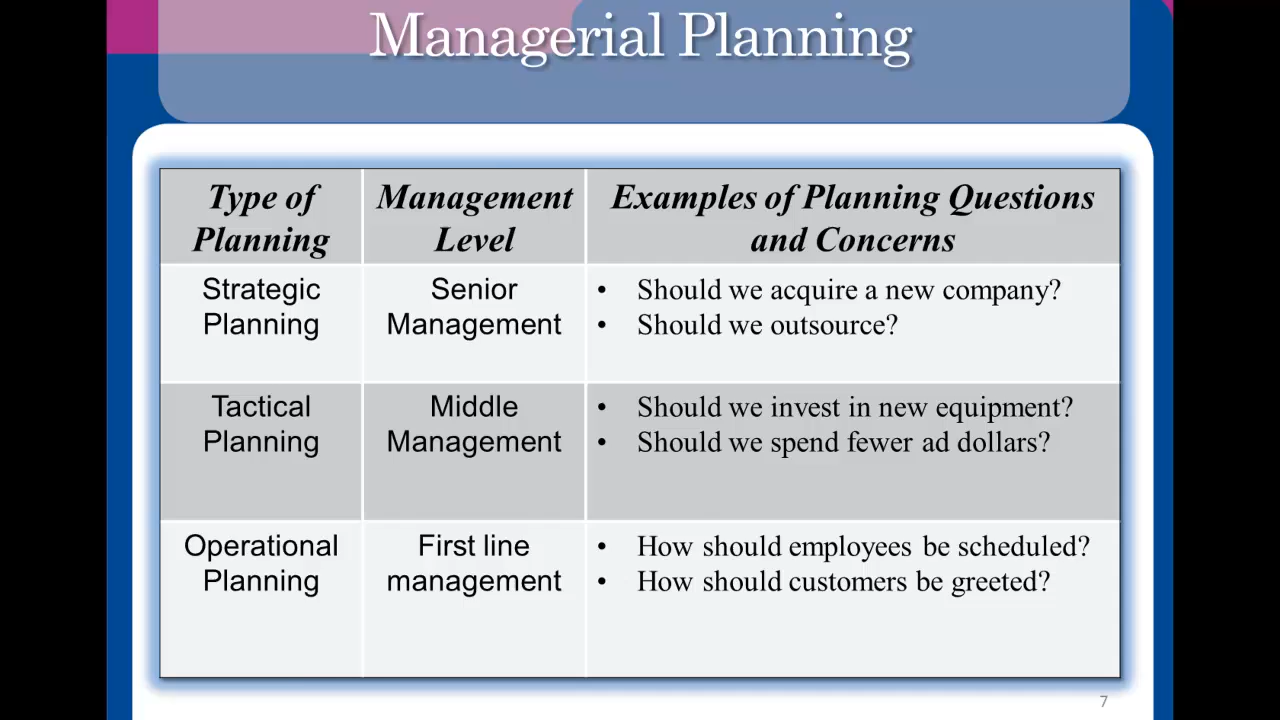 Managerial Planning
Type of
Planning
Management
Level
Examples of Planning Questions
and Concerns
Strategic
Planning
Senior
Management
• Should we acquire a new company?
• Should we outsource?
Tactical
Planning
Middle
Management
• Should we invest in new equipment?
• Should we spend fewer ad dollars?
Operational
Planning
First line
management
• How should employees be scheduled?
• How should customers be greeted?
7